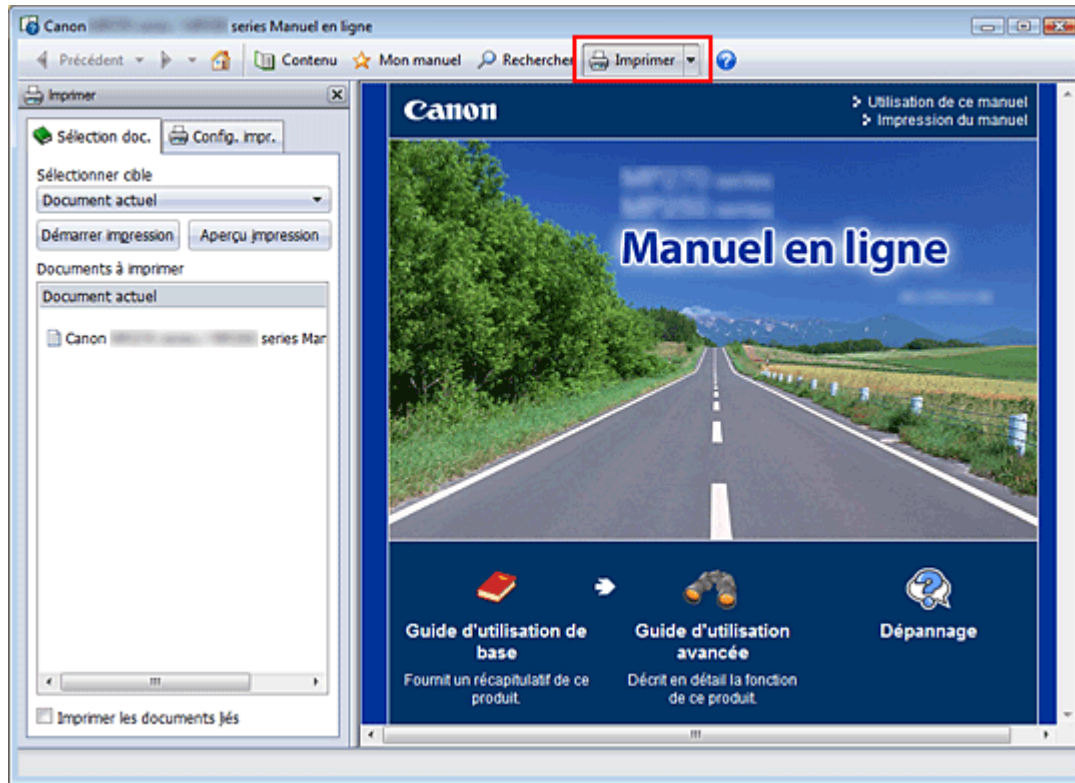 Canon series Manuel en ligne
Précédent Contenu Mon manuel Rechercher Imprimer
Imprimer
Sélection doc. Config. impr.
Sélectionner cible
Document actuel
Démarrer impression Aperçu impression
Documents à imprimer
Document actuel
Canon series Mar
Imprimer les documents liés
Canon
Utilisation de ce manuel
Impression du manuel
MP270 series
series
Manuel en ligne
Guide d'utilisation de base
Fournit un récapitulatif de ce produit.
Guide d'utilisation avancée
Décrit en détail la fonction de ce produit.
Dépannage